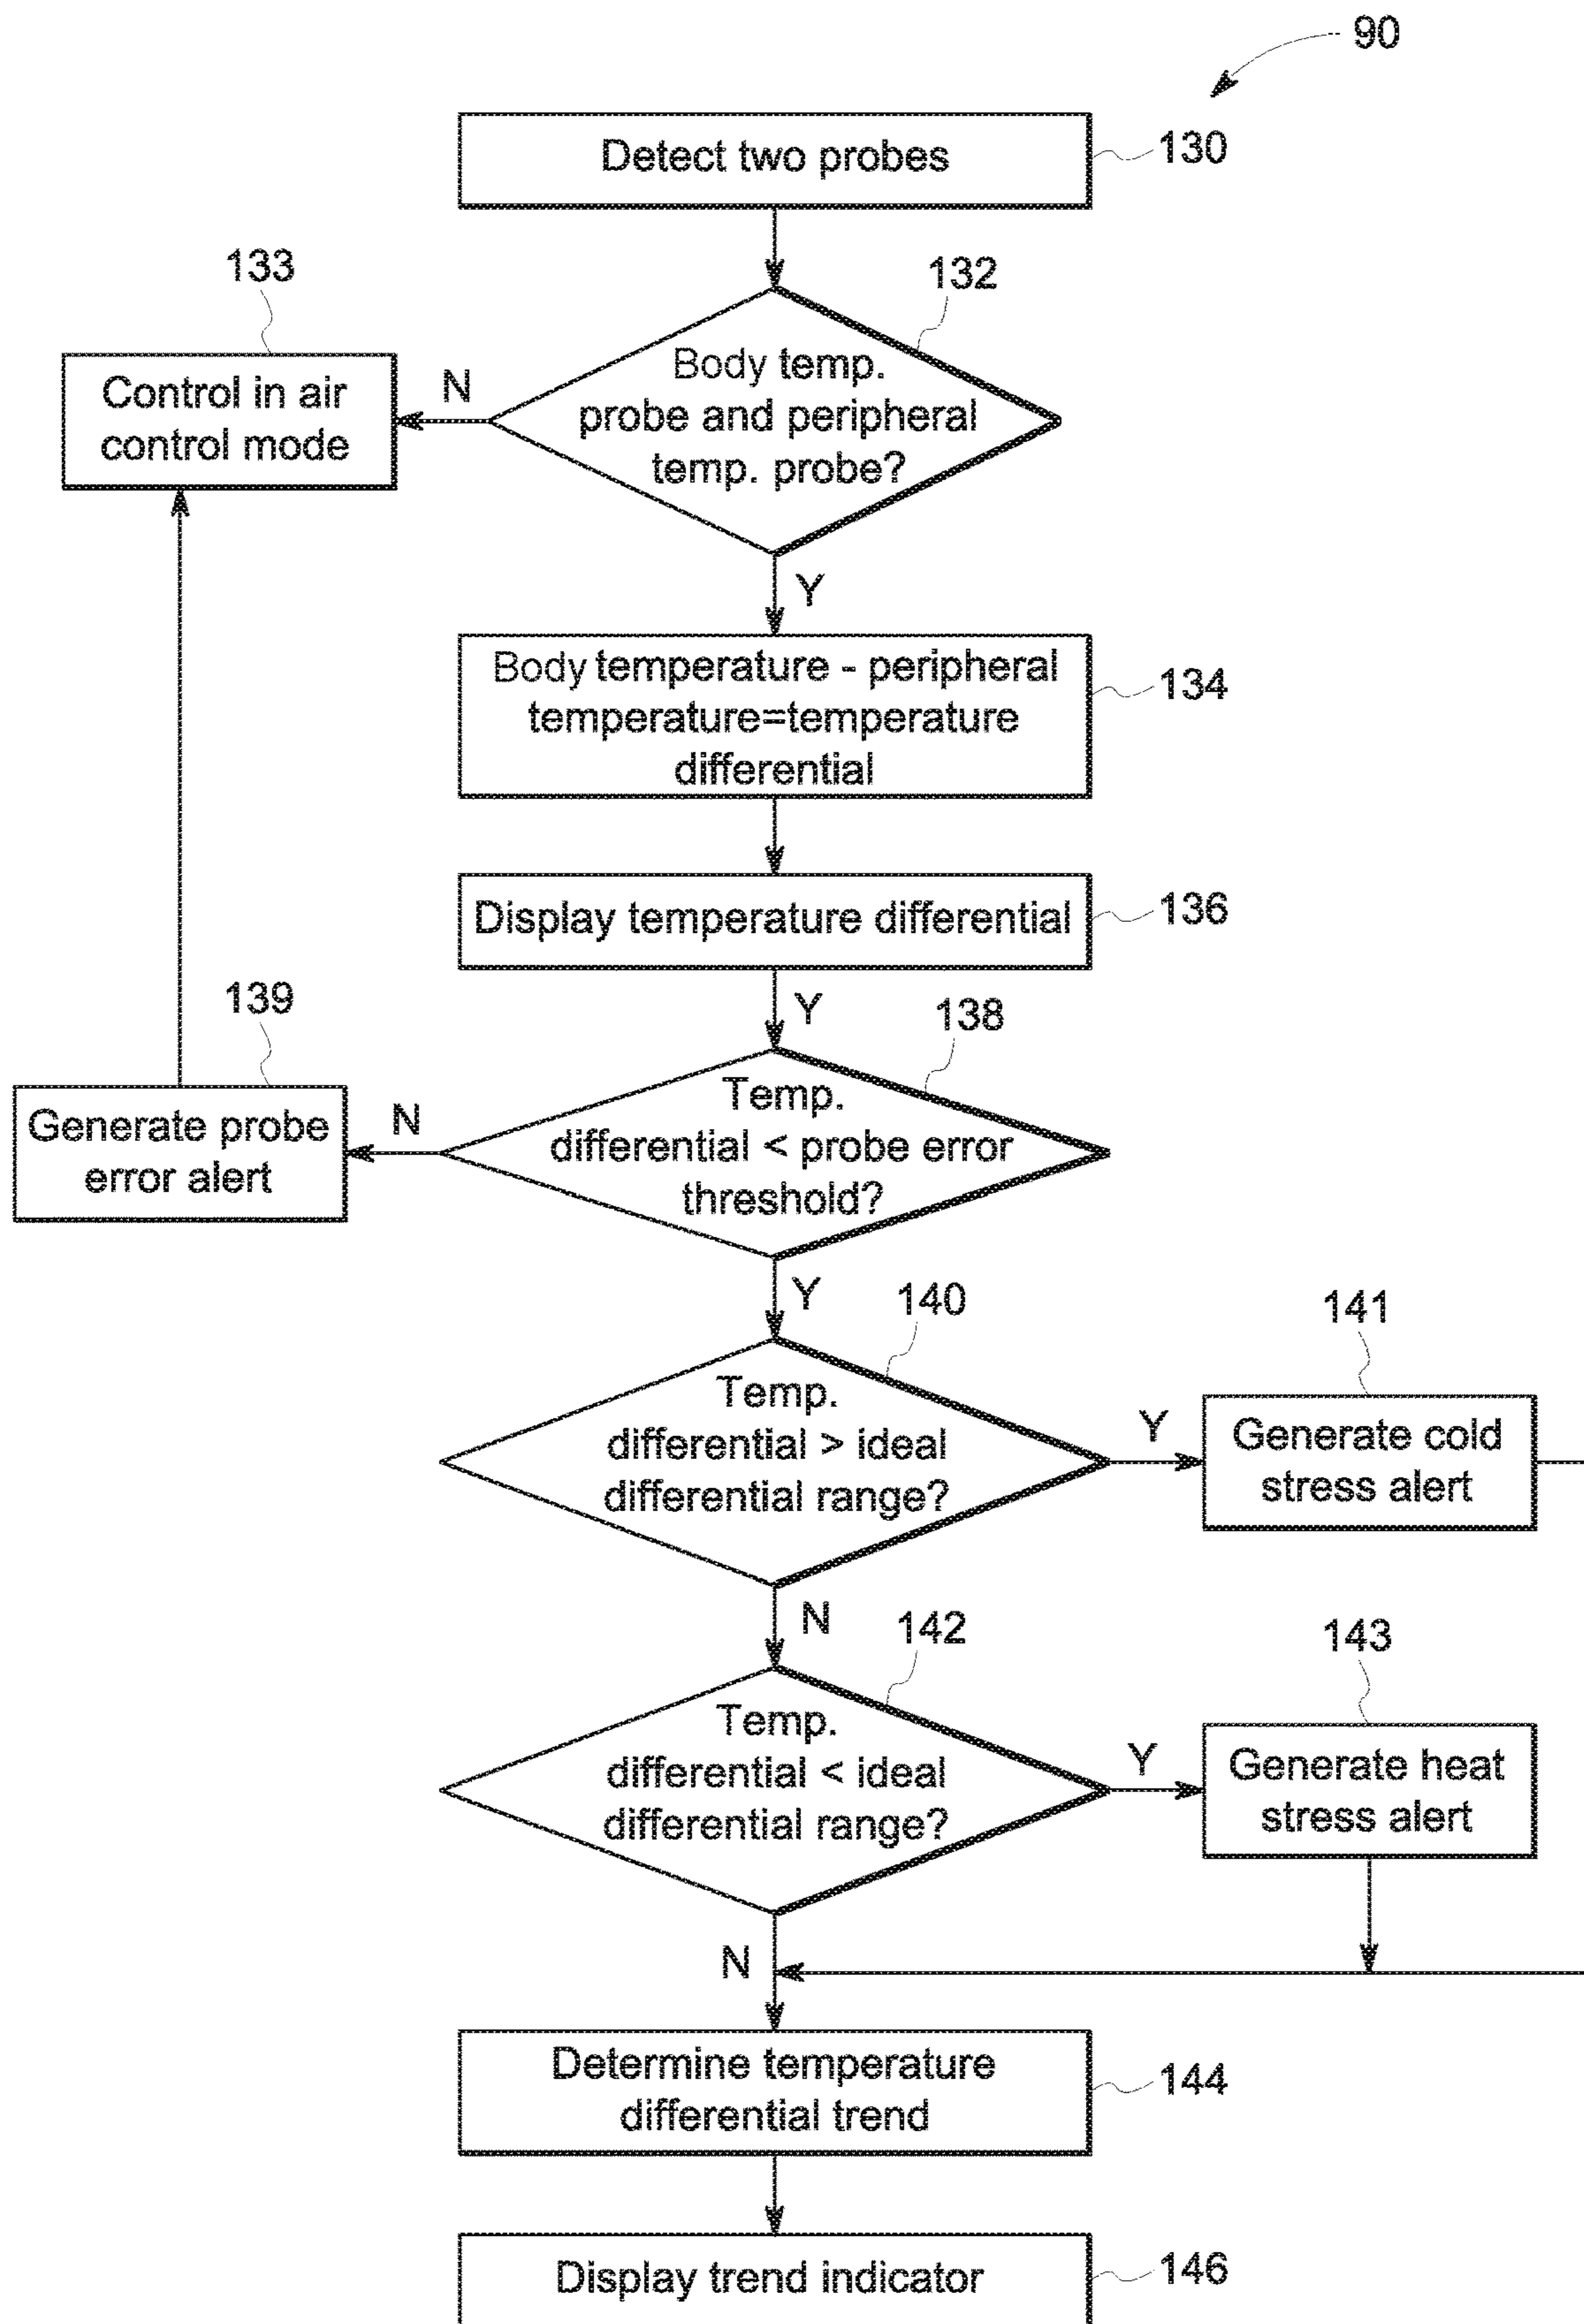 90
Detect two probes
130
133
132
Control in air
control mode
N
Body temp.
probe and peripheral
temp. probe?
Y
Body temperature - peripheral
temperature=temperature
differential
134
Display temperature differential
136
139
Y
138
Generate probe
error alert
N
Temp.
differential < probe error
threshold?
Y
140
141
Temp.
differential > ideal
differential range?
Y
Generate cold
stress alert
N
142
143
Temp.
differential < ideal
differential range?
Y
Generate heat
stress alert
N
Determine temperature
differential trend
144
Display trend indicator
146